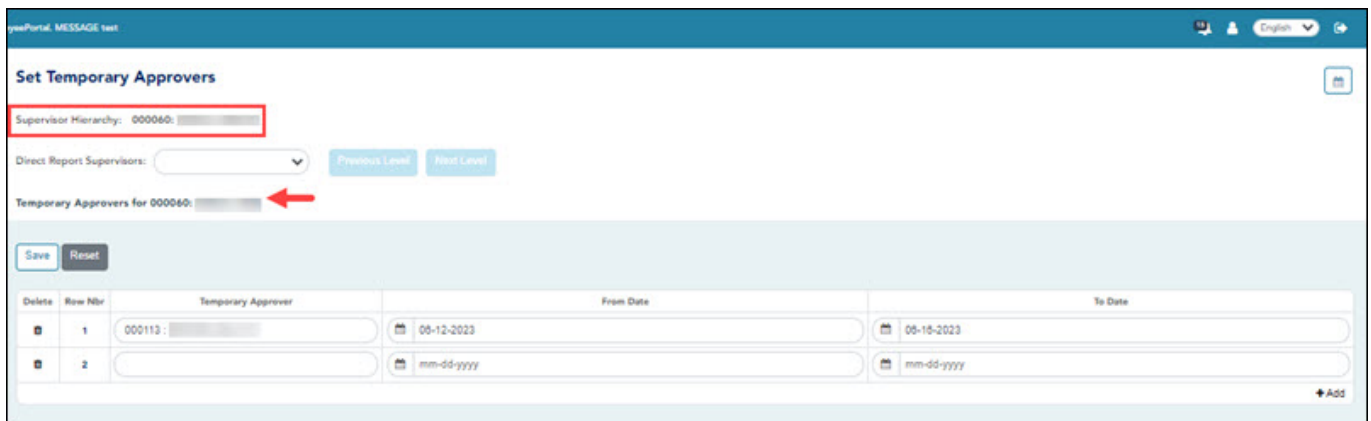 yeePortal. MESSAGE test English
Set Temporary Approvers
Supervisor Hierarchy: 000060:
Direct Report Supervisors: Previous Level Next Level
Temporary Approvers for 000060:
Save Reset
Delete Row Nbr Temporary Approver From Date To Date
1 000113 : 06-12-2023 06-16-2023
2 mm-dd-yyyy mm-dd-yyyy
+Add